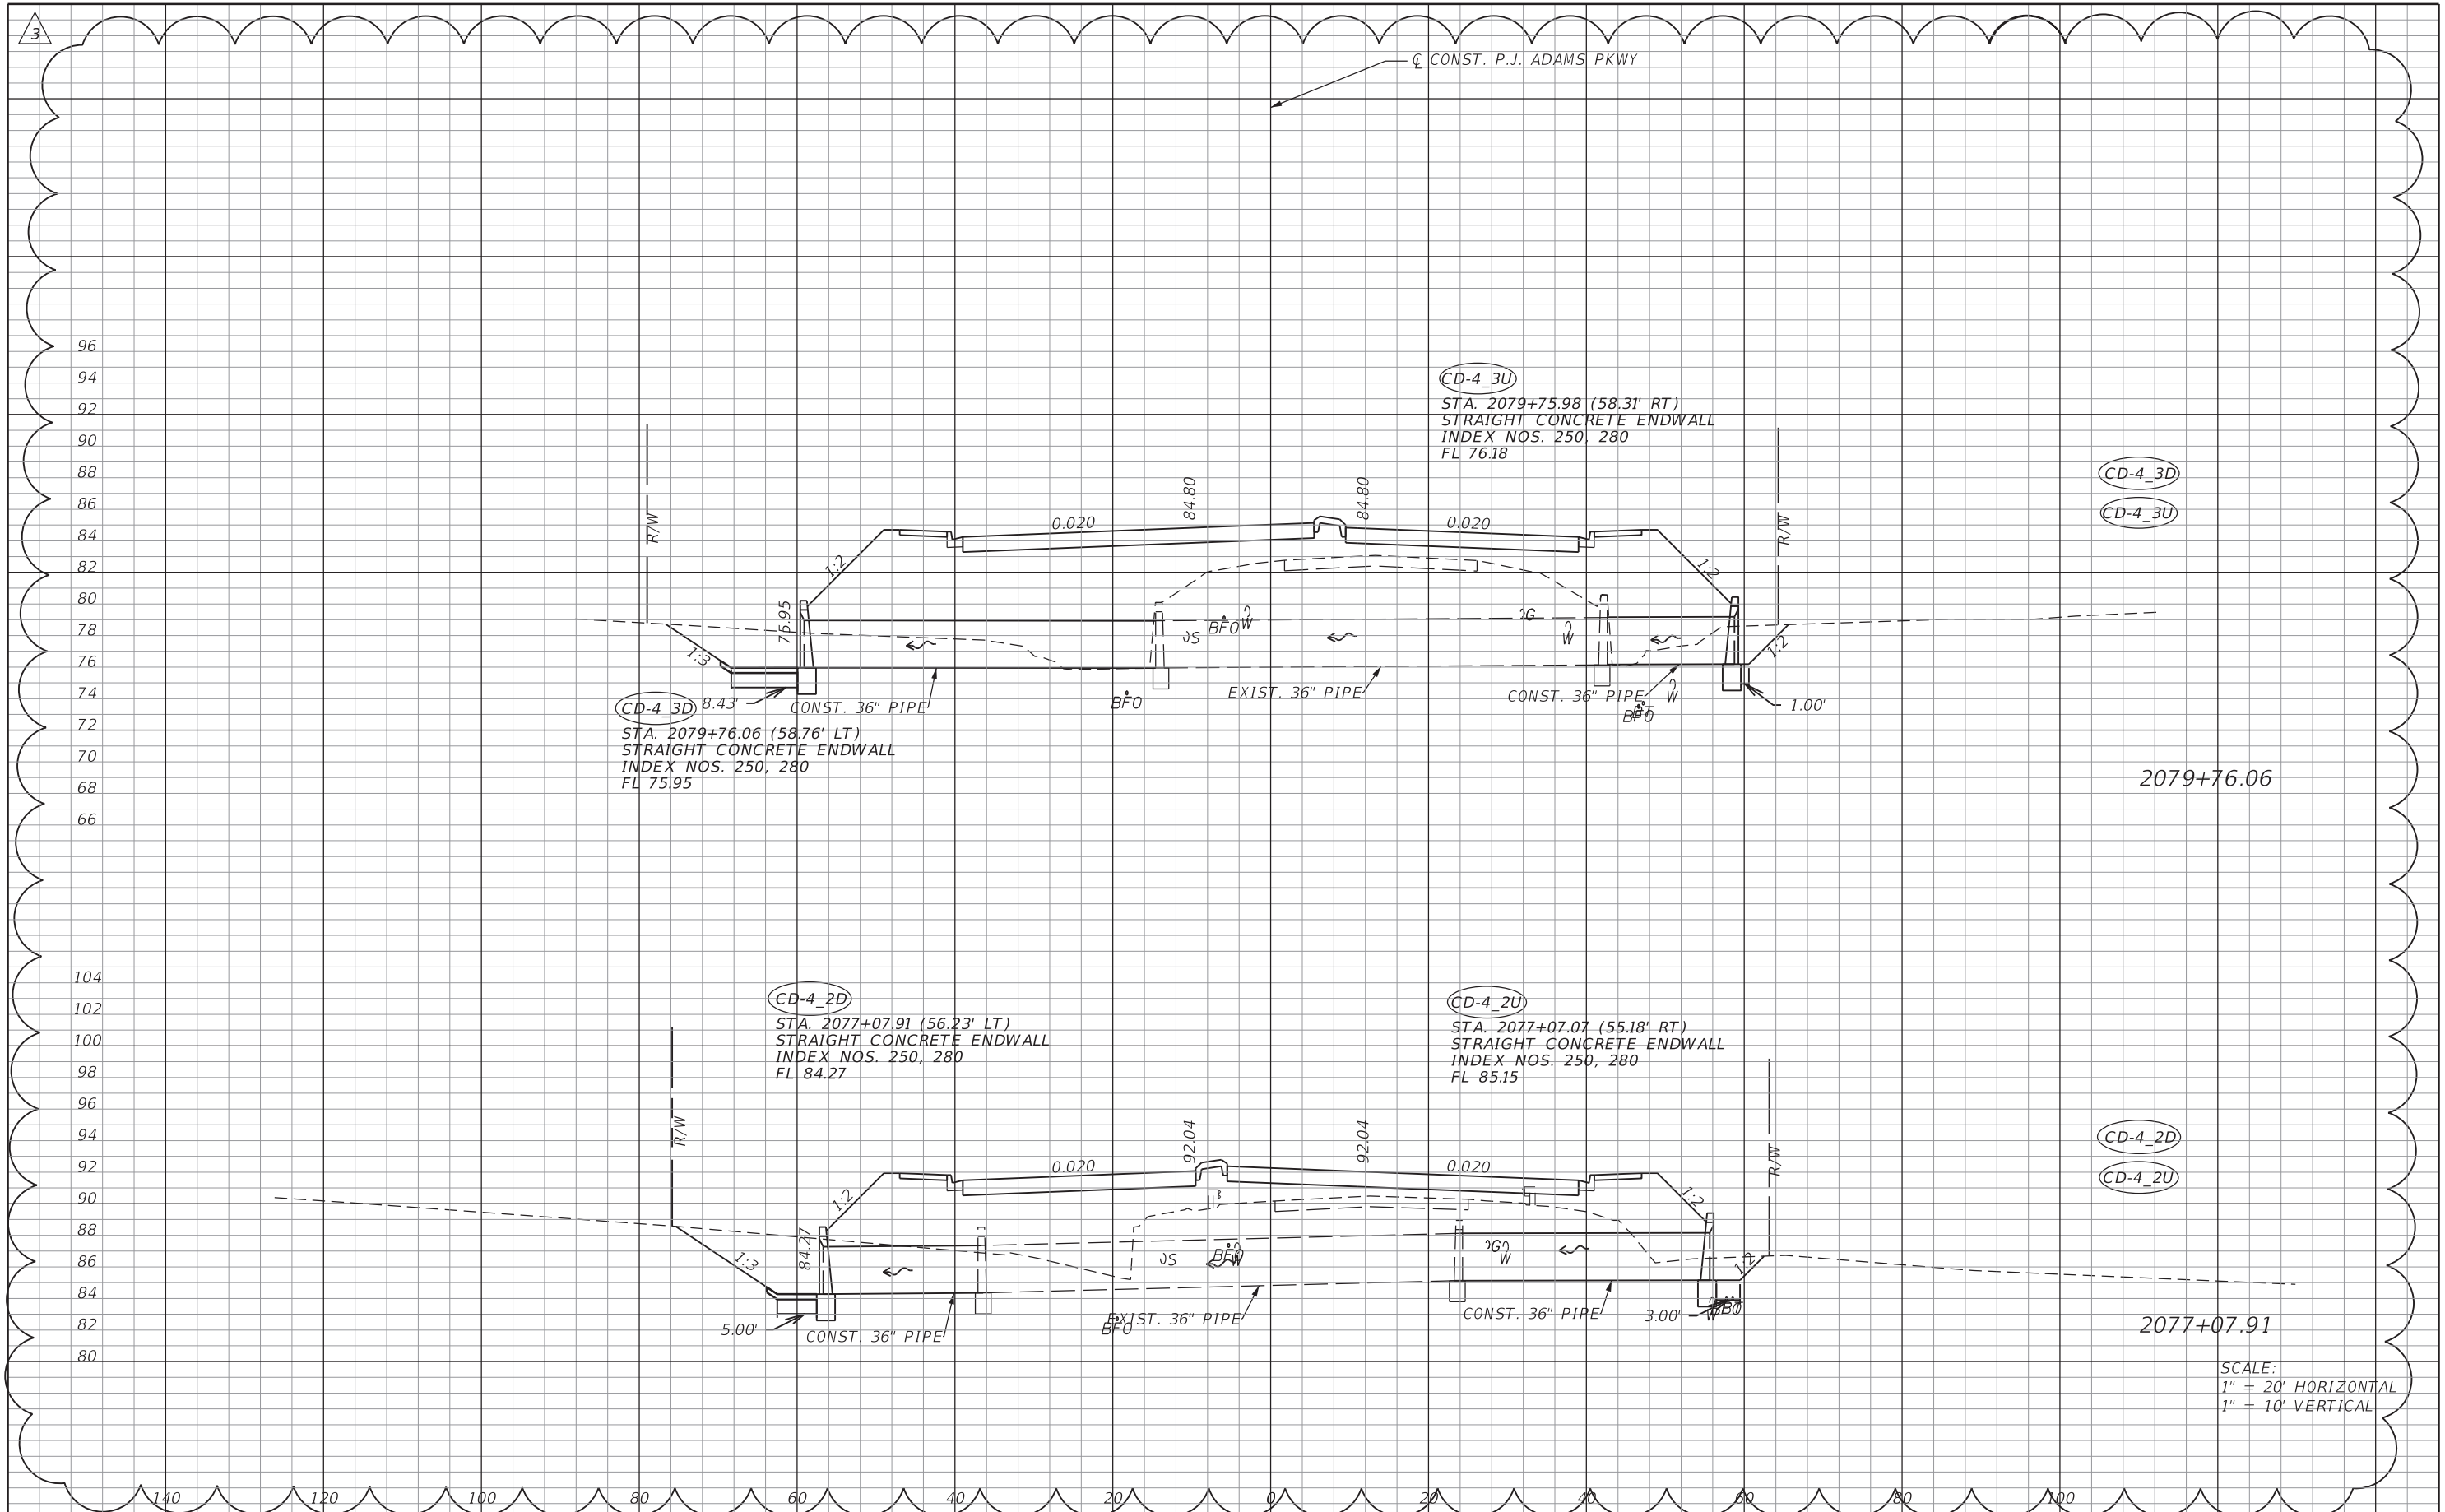 3
℄ CONST. P.J. ADAMS PKWY
96
94
92
90
88
86
84
82
80
78
76
74
72
70
68
66
CD-4_3U
STA. 2079+75.98 (58.31' RT)
STRAIGHT CONCRETE ENDWALL
INDEX NOS. 250, 280
FL 76.18
CD-4_3D
CD-4_3U
R/W
1:2
0.020
84.80
84.80
0.020
1:2
R/W
75.95
1:3
S
BFO
W
G
W
1:2
CD-4_3D
8.43'
CONST. 36" PIPE
BFO
EXIST. 36" PIPE
CONST. 36" PIPE
W
BFO
1.00'
STA. 2079+76.06 (58.76' LT)
STRAIGHT CONCRETE ENDWALL
INDEX NOS. 250, 280
FL 75.95
2079+76.06
104
102
100
98
96
94
92
90
88
86
84
82
80
CD-4_2D
STA. 2077+07.91 (56.23' LT)
STRAIGHT CONCRETE ENDWALL
INDEX NOS. 250, 280
FL 84.27
CD-4_2U
STA. 2077+07.07 (55.18' RT)
STRAIGHT CONCRETE ENDWALL
INDEX NOS. 250, 280
FL 85.15
CD-4_2D
CD-4_2U
R/W
1:2
0.020
92.04
92.04
0.020
1:2
R/W
84.27
1:3
S
BFO
W
G
W
1:2
5.00'
CONST. 36" PIPE
BFO
EXIST. 36" PIPE
CONST. 36" PIPE
3.00'
W
2077+07.91
SCALE:
1" = 20' HORIZONTAL
1" = 10' VERTICAL
140 120 100 80 60 40 20 0 20 40 60 80 100